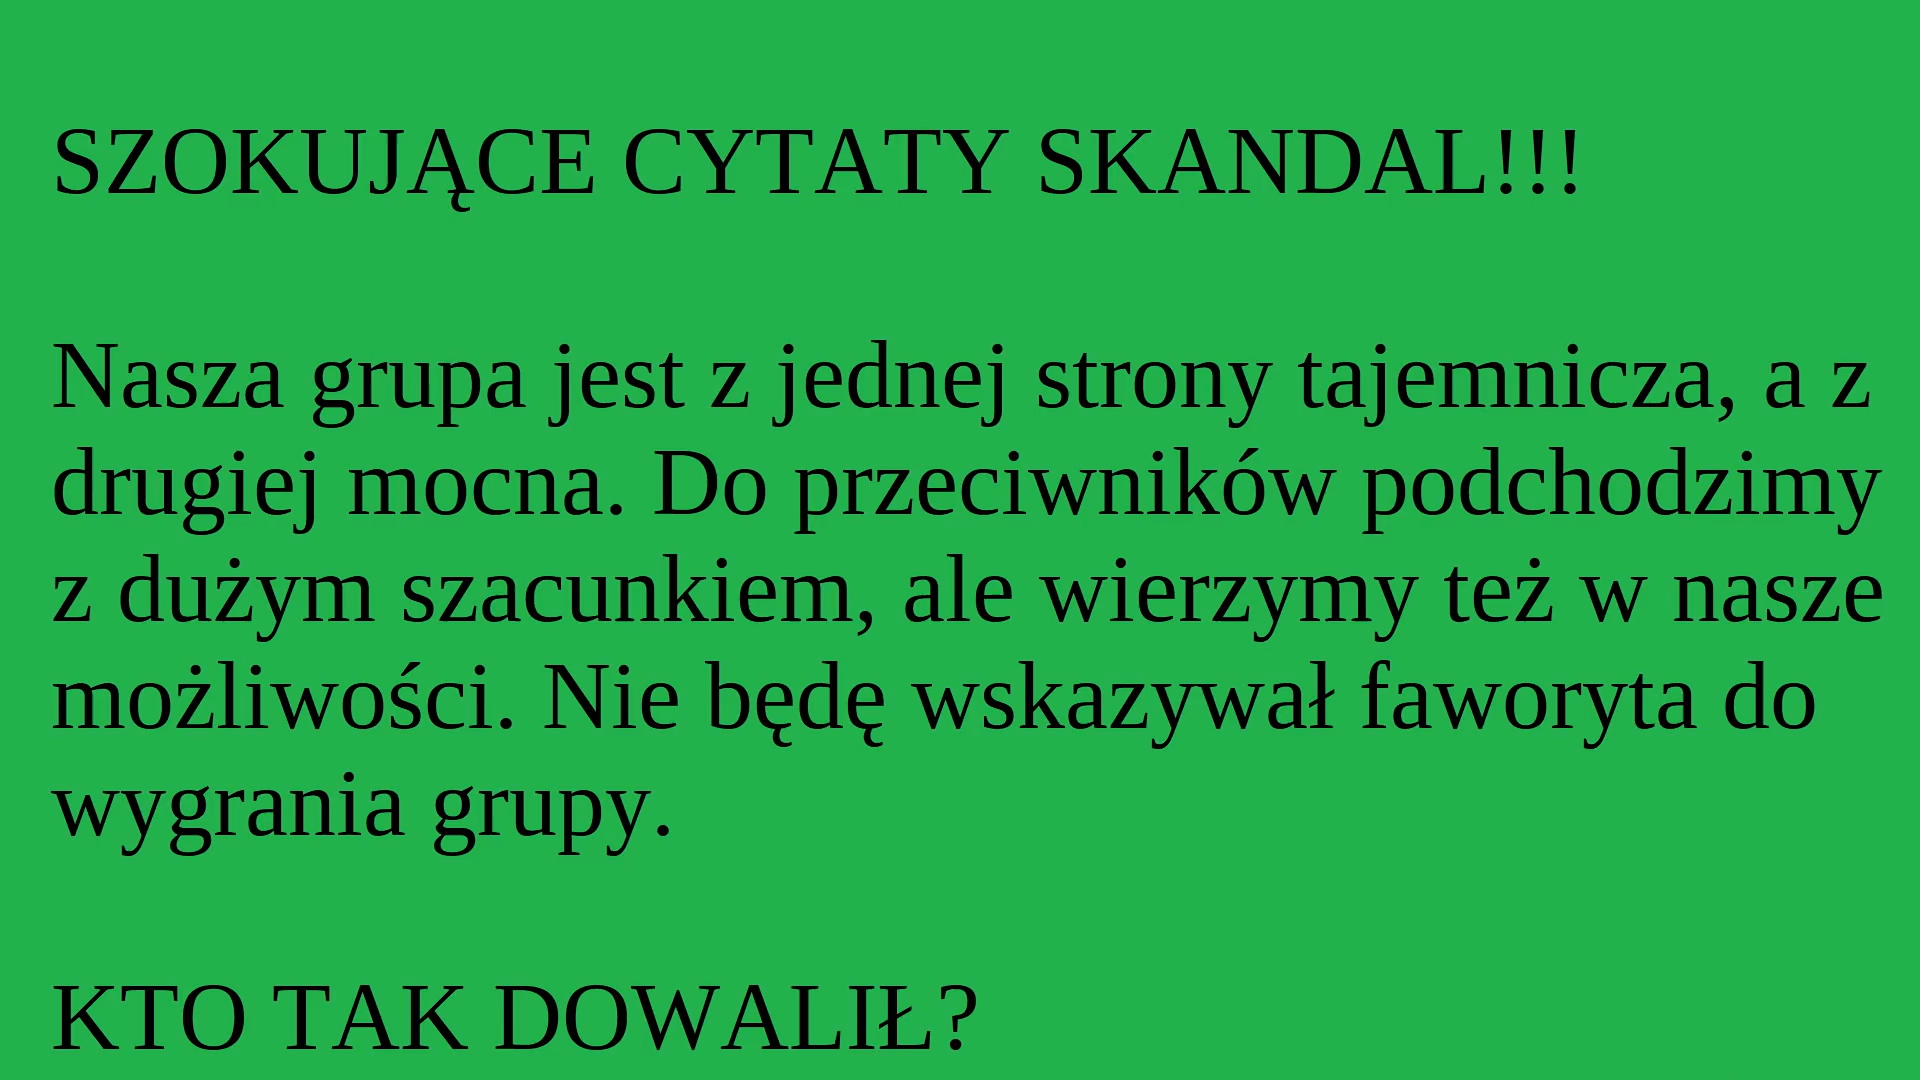 SZOKUJĄCE CYTATY SKANDAL!!!
Nasza grupa jest z jednej strony tajemnicza, a z
drugiej mocna. Do przeciwników podchodzimy
z dużym szacunkiem, ale wierzymy też w nasze
możliwości. Nie będę wskazywał faworyta do
wygrania grupy.
KTO TAK DOWALIŁ?